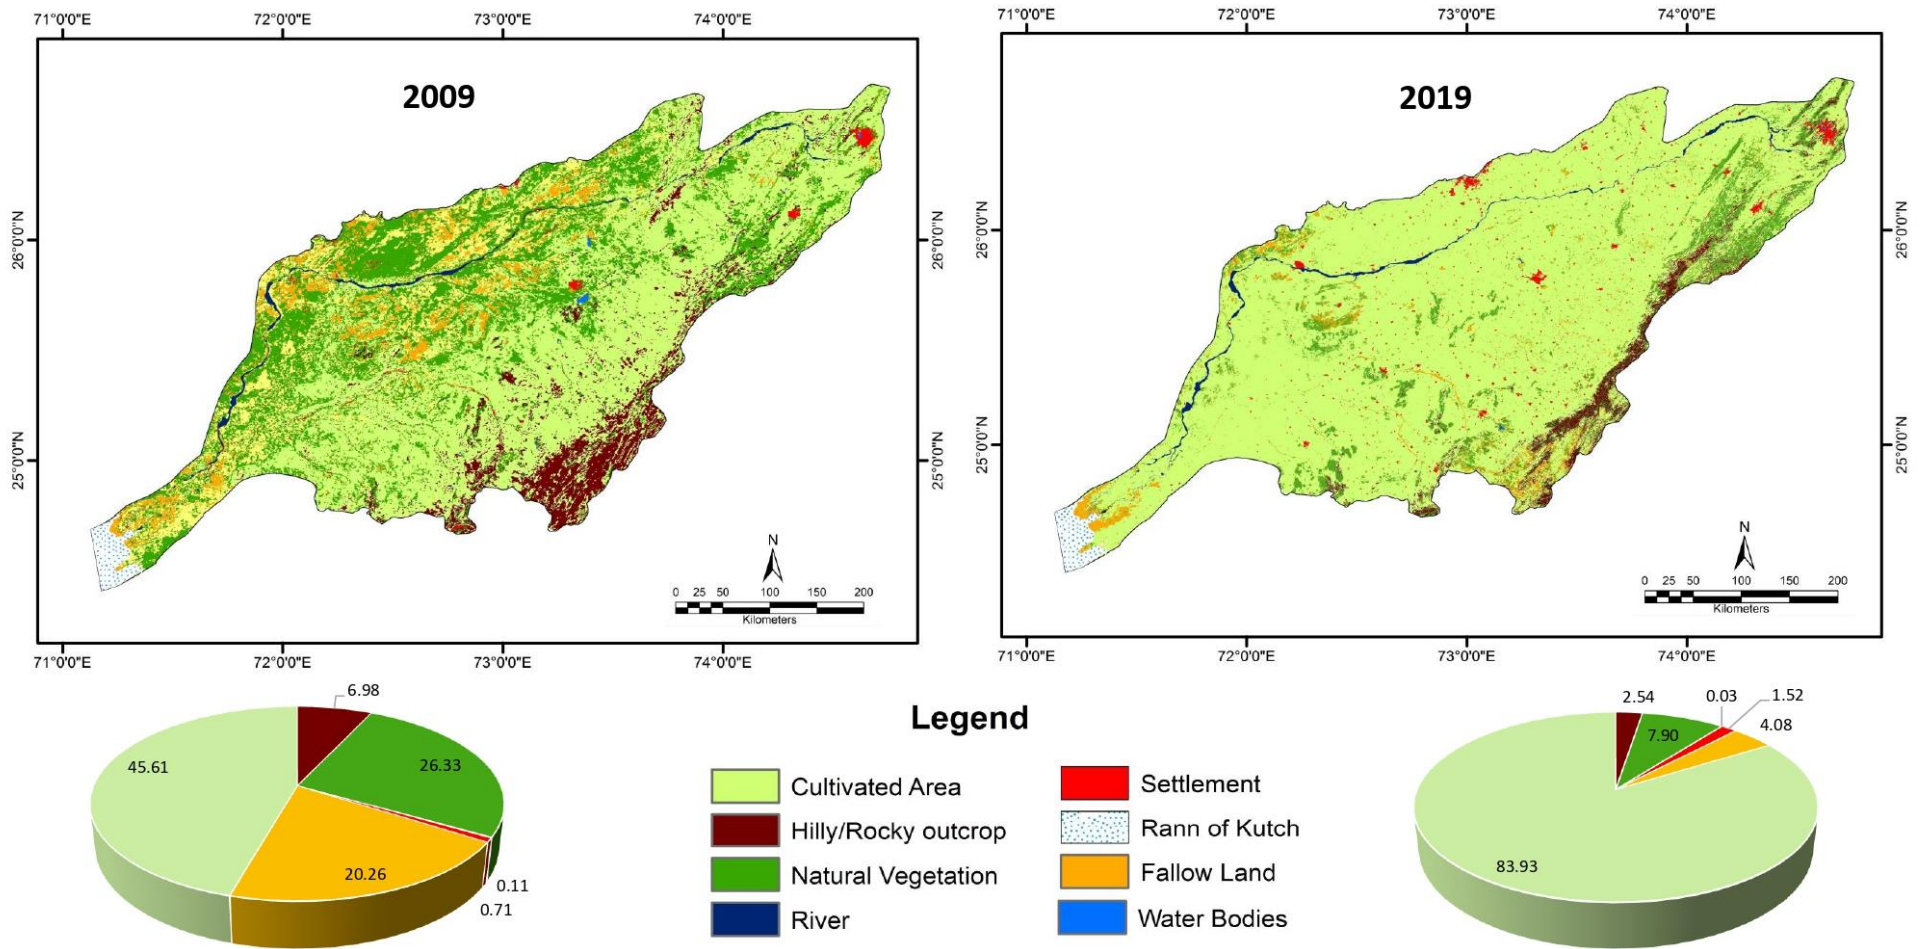 71°0'0"E 72°0'0"E 73°0'0"E 74°0'0"E
2009
26°0'0"N
25°0'0"N
26°0'0"N
25°0'0"N
N
0 25 50 100 150 200
Kilometers
71°0'0"E 72°0'0"E 73°0'0"E 74°0'0"E
71°0'0"E 72°0'0"E 73°0'0"E 74°0'0"E
2019
26°0'0"N
25°0'0"N
26°0'0"N
25°0'0"N
N
0 25 50 100 150 200
Kilometers
71°0'0"E 72°0'0"E 73°0'0"E 74°0'0"E
6.98
45.61
26.33
20.26
0.11
0.71
Legend
Cultivated Area
Hilly/Rocky outcrop
Natural Vegetation
River
Settlement
Rann of Kutch
Fallow Land
Water Bodies
2.54
0.03
1.52
4.08
7.90
83.93